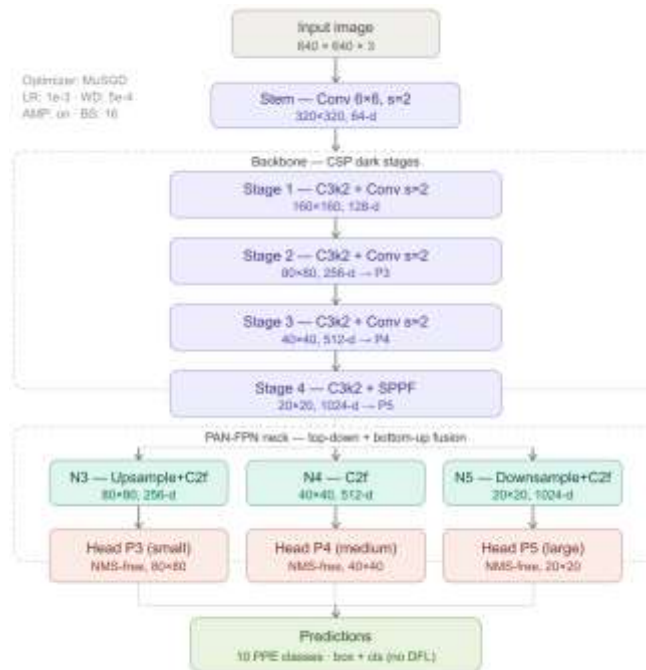 Input image
640 × 640 × 3
Optimizer: MuSGD
LR: 1e-3 · WD: 5e-4
AMP: on · BS: 16
Stem — Conv 6×6, s=2
320×320, 64-d
Backbone — CSP dark stages
Stage 1 — C3k2 + Conv s=2
160×160, 128-d
Stage 2 — C3k2 + Conv s=2
80×80, 256-d → P3
Stage 3 — C3k2 + Conv s=2
40×40, 512-d → P4
Stage 4 — C3k2 + SPPF
20×20, 1024-d → P5
PAN-FPN neck — top-down + bottom-up fusion
N3 — Upsample+C2f
80×80, 256-d
N4 — C2f
40×40, 512-d
N5 — Downsample+C2f
20×20, 1024-d
Head P3 (small)
NMS-free, 80×80
Head P4 (medium)
NMS-free, 40×40
Head P5 (large)
NMS-free, 20×20
Predictions
10 PPE classes · box + cls (no DFL)